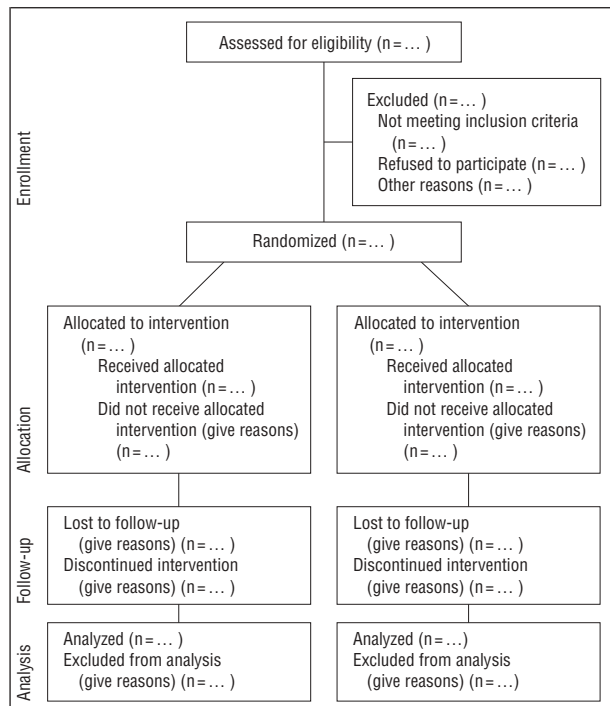 Assessed for eligibility (n = … )
Enrollment
Excluded (n = … )
Not meeting inclusion criteria
(n = … )
Refused to participate (n = … )
Other reasons (n = … )
Randomized (n = … )
Allocation
Allocated to intervention
(n = … )
Received allocated
intervention (n = … )
Did not receive allocated
intervention (give reasons)
(n = … )
Allocated to intervention
(n = … )
Received allocated
intervention (n = … )
Did not receive allocated
intervention (give reasons)
(n = … )
Follow-up
Lost to follow-up
(give reasons) (n = … )
Discontinued intervention
(give reasons) (n = … )
Lost to follow-up
(give reasons) (n = … )
Discontinued intervention
(give reasons) (n = … )
Analysis
Analyzed (n = … )
Excluded from analysis
(give reasons) (n = … )
Analyzed (n = …)
Excluded from analysis
(give reasons) (n = …)